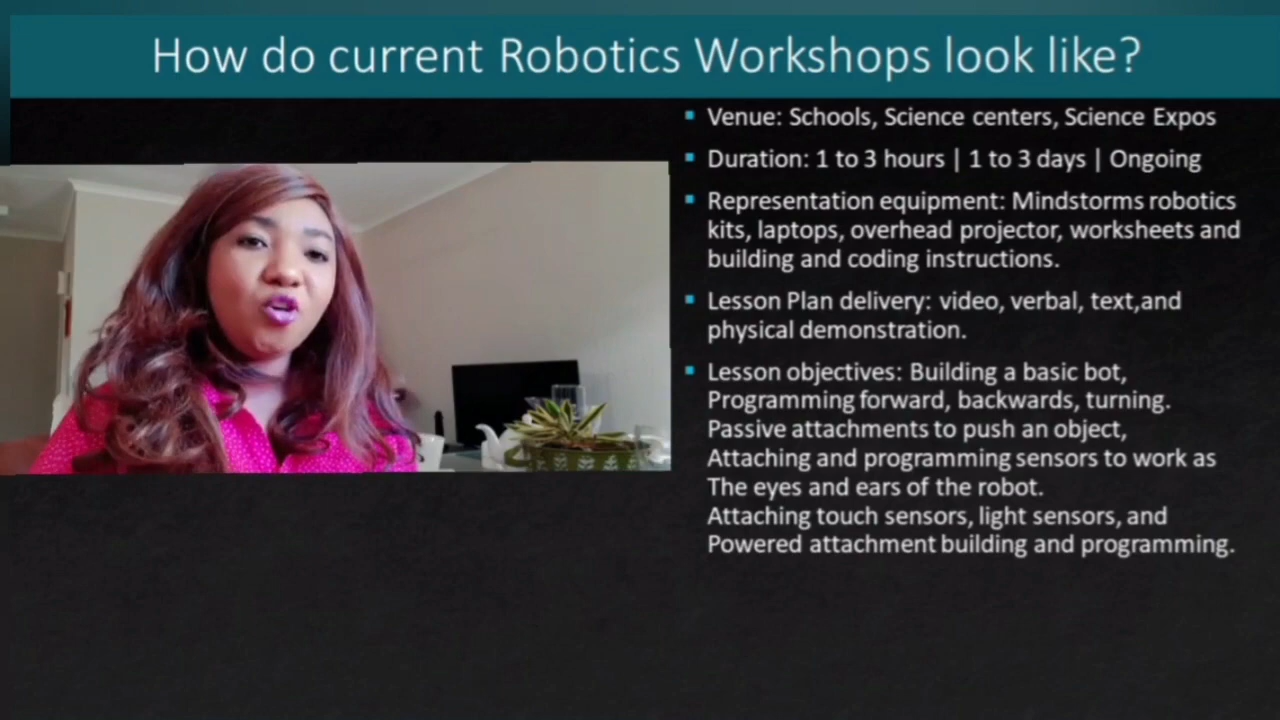 How do current Robotics Workshops look like?
Venue: Schools, Science centers, Science Expos
Duration: 1 to 3 hours | 1 to 3 days | Ongoing
Representation equipment: Mindstorms robotics
kits, laptops, overhead projector, worksheets and
building and coding instructions.
Lesson Plan delivery: video, verbal, text,and
physical demonstration.
Lesson objectives: Building a basic bot,
Programming forward, backwards, turning.
Passive attachments to push an object,
Attaching and programming sensors to work as
The eyes and ears of the robot.
Attaching touch sensors, light sensors, and
Powered attachment building and programming.